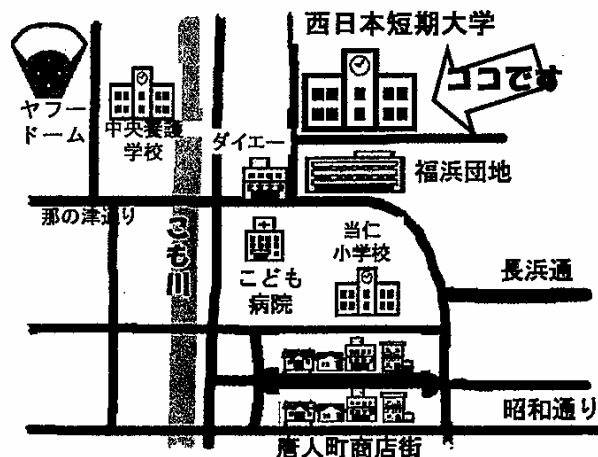 西日本短期大学
ココです
ヤフー
ドーム
中央養護
学校
ダイエー
福浜団地
那の津通り
こも川
当仁
小学校
こども
病院
長浜通
昭和通り
唐人町商店街